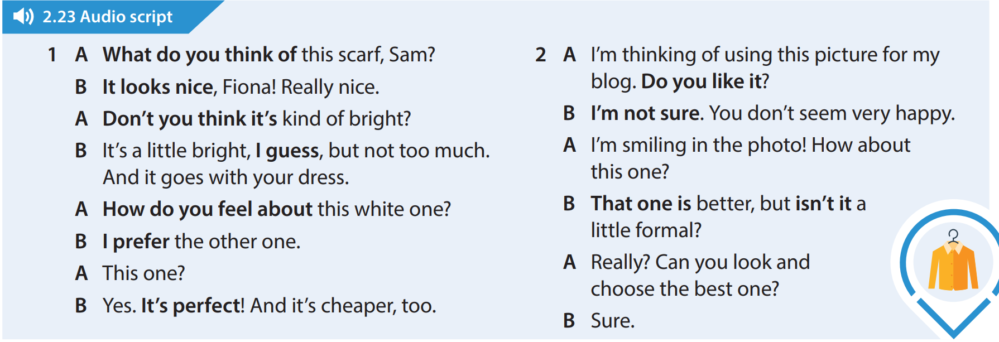 2.23 Audio script
1 A What do you think of this scarf, Sam?
B It looks nice, Fiona! Really nice.
A Don’t you think it’s kind of bright?
B It’s a little bright, I guess, but not too much.
And it goes with your dress.
A How do you feel about this white one?
B I prefer the other one.
A This one?
B Yes. It’s perfect! And it’s cheaper, too.
2 A I’m thinking of using this picture for my
blog. Do you like it?
B I’m not sure. You don’t seem very happy.
A I’m smiling in the photo! How about
this one?
B That one is better, but isn’t it a
little formal?
A Really? Can you look and
choose the best one?
B Sure.